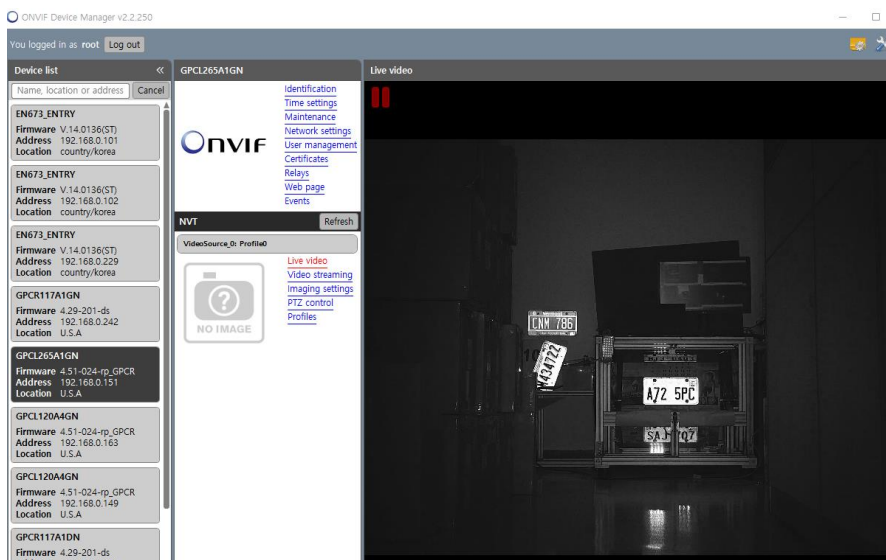 ONVIF Device Manager v2.2.250
You logged in as root Log out
Device list «
Name, location or address Cancel
EN673_ENTRY
Firmware V.14.0136(ST)
Address 192.168.0.101
Location country/korea
EN673_ENTRY
Firmware V.14.0136(ST)
Address 192.168.0.102
Location country/korea
EN673_ENTRY
Firmware V.14.0136(ST)
Address 192.168.0.229
Location country/korea
GPCR117A1GN
Firmware 4.29-201-ds
Address 192.168.0.242
Location U.S.A
GPCL265A1GN
Firmware 4.51-024-rp_GPCR
Address 192.168.0.151
Location U.S.A
GPCL120A4GN
Firmware 4.51-024-rp_GPCR
Address 192.168.0.163
Location U.S.A
GPCL120A4GN
Firmware 4.51-024-rp_GPCR
Address 192.168.0.149
Location U.S.A
GPCR117A1DN
Firmware 4.29-201-ds
GPCL265A1GN
ONVIF
Identification
Time settings
Maintenance
Network settings
User management
Certificates
Relays
Web page
Events
NVT Refresh
VideoSource_0: Profile0
NO IMAGE
Live video
Video streaming
Imaging settings
PTZ control
Profiles
Live video
CNM 786
434722
A72 5PC